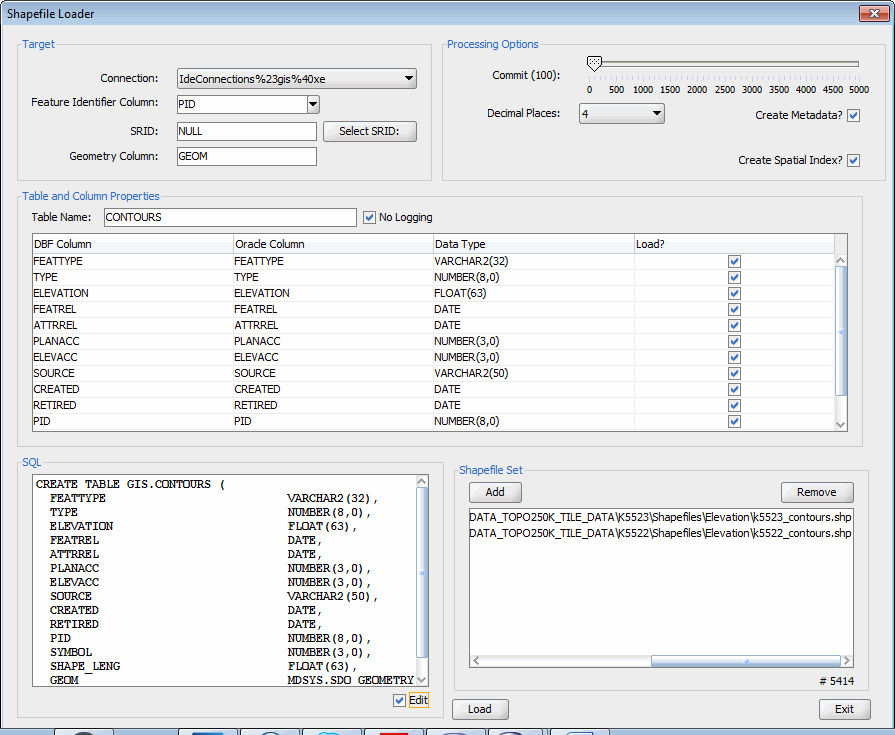 Shapefile Loader
Target
Connection: IdeConnections%23gis%40xe
Feature Identifier Column: PID
SRID: NULL Select SRID:
Geometry Column: GEOM
Processing Options
Commit (100):
0 500 1000 1500 2000 2500 3000 3500 4000 4500 5000
Decimal Places: 4 Create Metadata?
Create Spatial Index?
Table and Column Properties
Table Name: CONTOURS No Logging
DBF Column Oracle Column Data Type Load?
FEATTYPE FEATTYPE VARCHAR2(32)
TYPE TYPE NUMBER(8,0)
ELEVATION ELEVATION FLOAT(63)
FEATREL FEATREL DATE
ATTRREL ATTRREL DATE
PLANACC PLANACC NUMBER(3,0)
ELEVACC ELEVACC NUMBER(3,0)
SOURCE SOURCE VARCHAR2(50)
CREATED CREATED DATE
RETIRED RETIRED DATE
PID PID NUMBER(8,0)
SQL
CREATE TABLE GIS.CONTOURS (
FEATTYPE VARCHAR2(32),
TYPE NUMBER(8,0),
ELEVATION FLOAT(63),
FEATREL DATE,
ATTRREL DATE,
PLANACC NUMBER(3,0),
ELEVACC NUMBER(3,0),
SOURCE VARCHAR2(50),
CREATED DATE,
RETIRED DATE,
PID NUMBER(8,0),
SYMBOL NUMBER(3,0),
SHAPE_LENG FLOAT(63),
GEOM MDSYS.SDO_GEOMETRY
Edit
Shapefile Set
Add Remove
DATA_TOPO250K_TILE_DATA\K5523\Shapefiles\Elevation\k5523_contours.shp
DATA_TOPO250K_TILE_DATA\K5522\Shapefiles\Elevation\k5522_contours.shp
# 5414
Load Exit